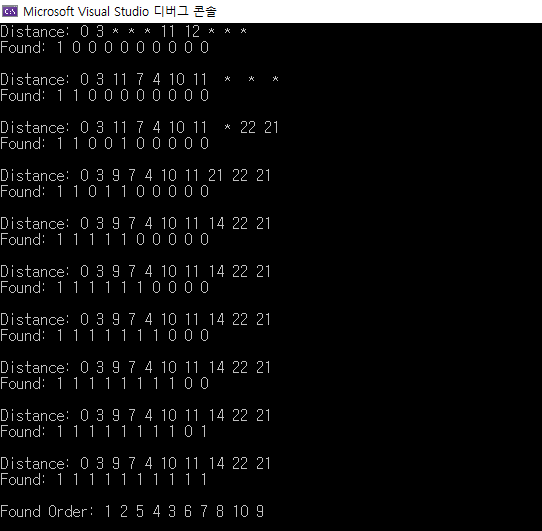 Microsoft Visual Studio 디버그 콘솔
Distance: 0 3 * * * 11 12 * * *
Found: 1 0 0 0 0 0 0 0 0 0
Distance: 0 3 11 7 4 10 11 * * *
Found: 1 1 0 0 0 0 0 0 0 0
Distance: 0 3 11 7 4 10 11 * 22 21
Found: 1 1 0 0 1 0 0 0 0 0
Distance: 0 3 9 7 4 10 11 21 22 21
Found: 1 1 0 1 1 0 0 0 0 0
Distance: 0 3 9 7 4 10 11 14 22 21
Found: 1 1 1 1 1 0 0 0 0 0
Distance: 0 3 9 7 4 10 11 14 22 21
Found: 1 1 1 1 1 1 0 0 0 0
Distance: 0 3 9 7 4 10 11 14 22 21
Found: 1 1 1 1 1 1 1 0 0 0
Distance: 0 3 9 7 4 10 11 14 22 21
Found: 1 1 1 1 1 1 1 1 0 0
Distance: 0 3 9 7 4 10 11 14 22 21
Found: 1 1 1 1 1 1 1 1 0 1
Distance: 0 3 9 7 4 10 11 14 22 21
Found: 1 1 1 1 1 1 1 1 1 1
Found Order: 1 2 5 4 3 6 7 8 10 9